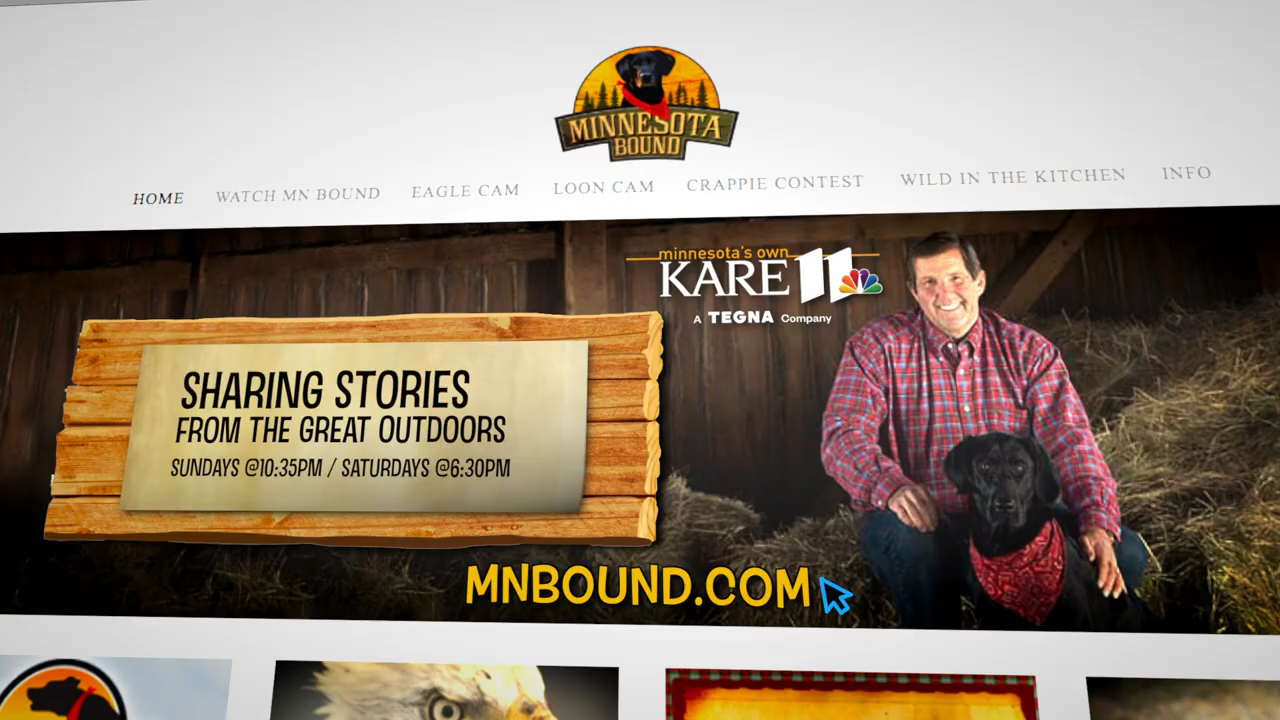 MINNESOTA
BOUND
HOME WATCH MN BOUND EAGLE CAM LOON CAM CRAPPIE CONTEST WILD IN THE KITCHEN INFO
minnesota's own
KARE 11
A TEGNA Company
SHARING STORIES
FROM THE GREAT OUTDOORS
SUNDAYS @10:35PM / SATURDAYS @6:30PM
MNBOUND.COM